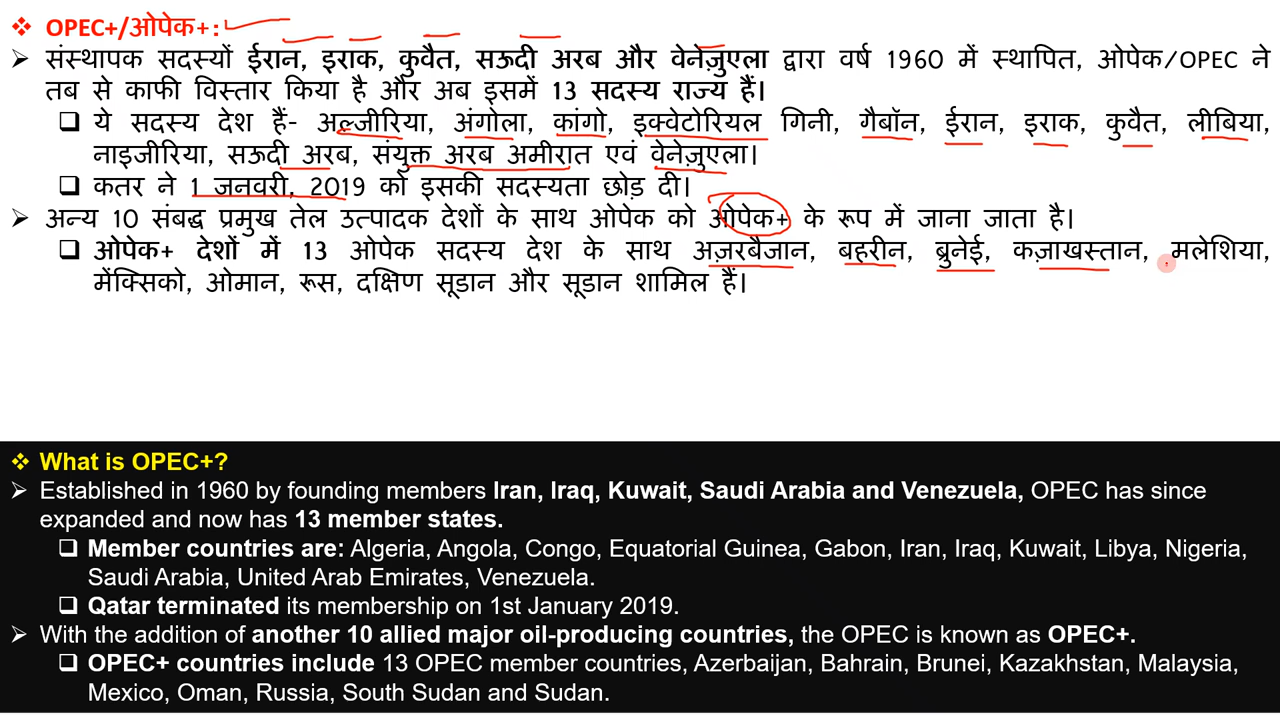 ❖ OPEC+/ओपेक+:
➢ संस्थापक सदस्यों ईरान, इराक, कुवैत, सऊदी अरब और वेनेज़ुएला द्वारा वर्ष 1960 में स्थापित, ओपेक/OPEC ने
तब से काफी विस्तार किया है और अब इसमें 13 सदस्य राज्य हैं।
❑ ये सदस्य देश हैं- अल्जीरिया, अंगोला, कांगो, इक्वेटोरियल गिनी, गैबॉन, ईरान, इराक, कुवैत, लीबिया,
नाइजीरिया, सऊदी अरब, संयुक्त अरब अमीरात एवं वेनेज़ुएला।
❑ कतर ने 1 जनवरी, 2019 को इसकी सदस्यता छोड़ दी।
➢ अन्य 10 संबद्ध प्रमुख तेल उत्पादक देशों के साथ ओपेक को ओपेक+ के रूप में जाना जाता है।
❑ ओपेक+ देशों में 13 ओपेक सदस्य देश के साथ अज़रबैजान, बहरीन, ब्रुनेई, कज़ाखस्तान, मलेशिया,
मेंक्सिको, ओमान, रूस, दक्षिण सूडान और सूडान शामिल हैं।
❖ What is OPEC+?
➢ Established in 1960 by founding members Iran, Iraq, Kuwait, Saudi Arabia and Venezuela, OPEC has since
expanded and now has 13 member states.
❑ Member countries are: Algeria, Angola, Congo, Equatorial Guinea, Gabon, Iran, Iraq, Kuwait, Libya, Nigeria,
Saudi Arabia, United Arab Emirates, Venezuela.
❑ Qatar terminated its membership on 1st January 2019.
➢ With the addition of another 10 allied major oil-producing countries, the OPEC is known as OPEC+.
❑ OPEC+ countries include 13 OPEC member countries, Azerbaijan, Bahrain, Brunei, Kazakhstan, Malaysia,
Mexico, Oman, Russia, South Sudan and Sudan.